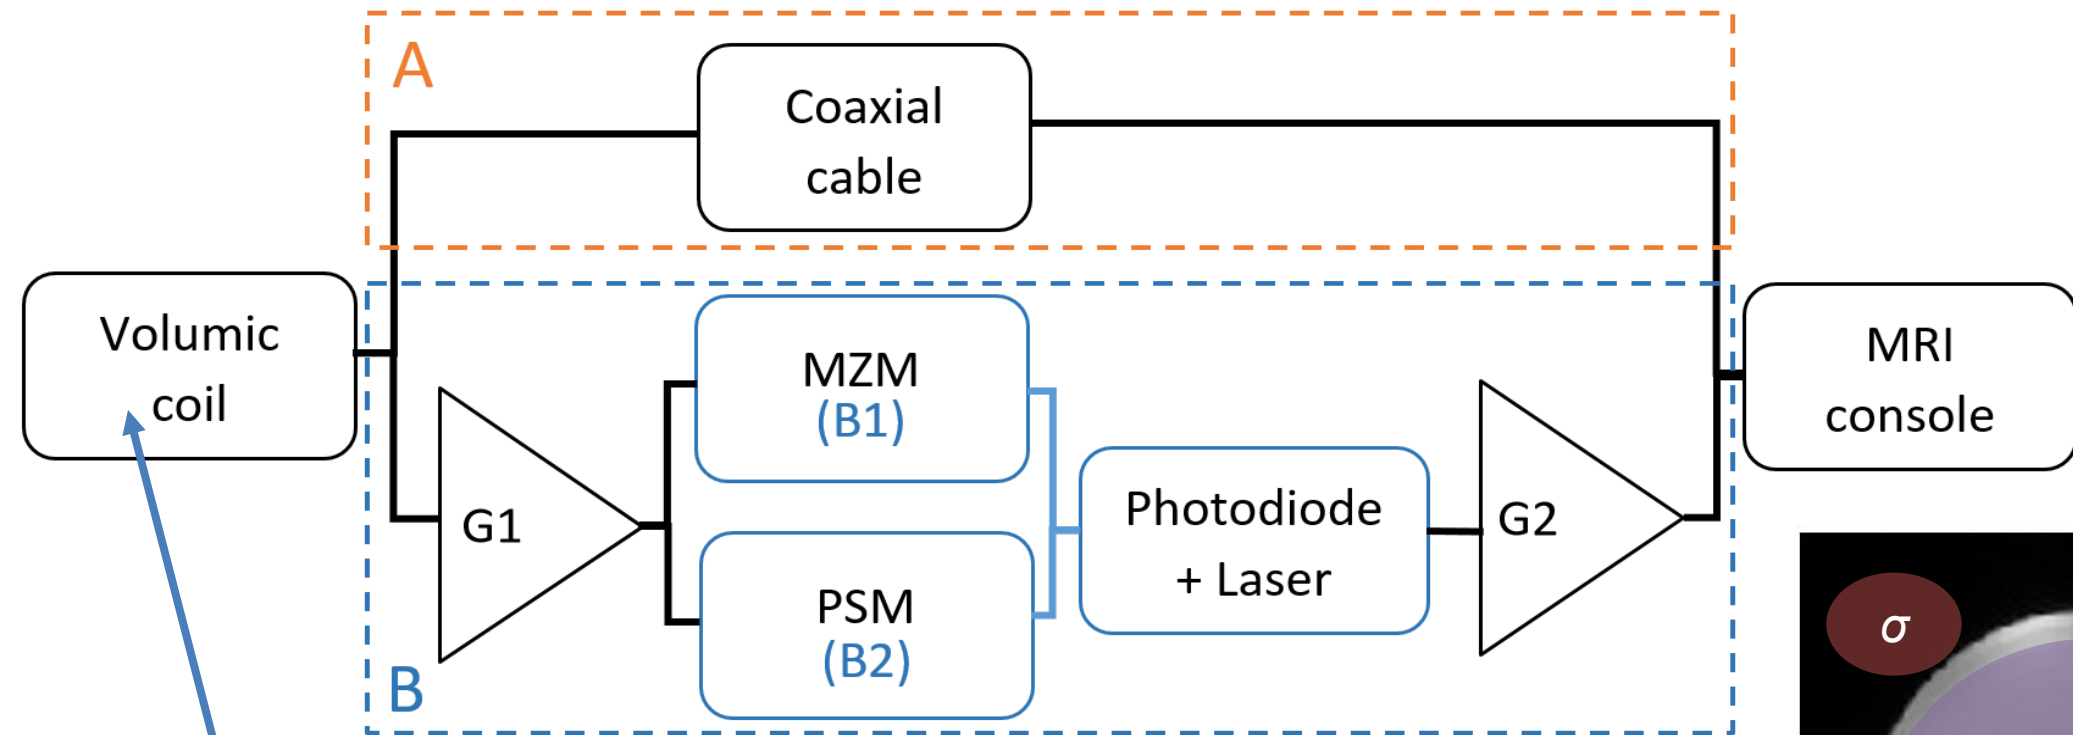 A
Coaxial
cable
Volumic
coil
MZM
(B1)
MRI
console
G1
Photodiode
+ Laser
G2
PSM
(B2)
B
σ